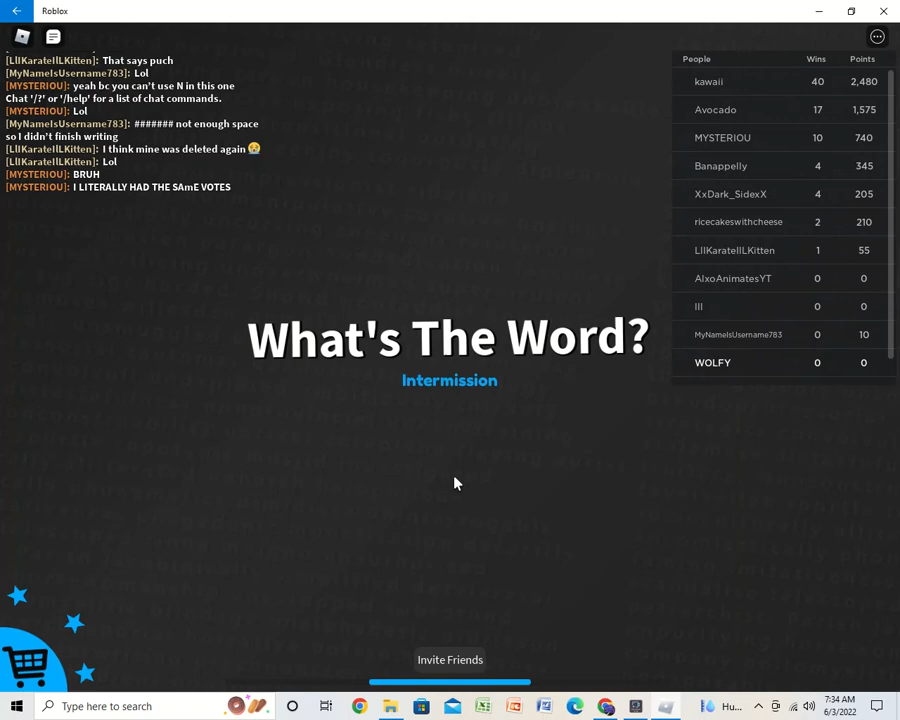 Roblox
[LlIKarateIlLKitten]: That says puch
[MyNameIsUsername783]: Lol
[MYSTERIOU]: yeah bc you can't use N in this one
Chat '/?' or '/help' for a list of chat commands.
[MYSTERIOU]: Lol
[MyNameIsUsername783]: ####### not enough space
so I didn't finish writing
[LlIKarateIlLKitten]: I think mine was deleted again 😭
[LlIKarateIlLKitten]: Lol
[MYSTERIOU]: BRUH
[MYSTERIOU]: I LITERALLY HAD THE SAmE VOTES
People Wins Points
kawaii 40 2,480
Avocado 17 1,575
MYSTERIOU 10 740
Banappelly 4 345
XxDark_SidexX 4 205
ricecakeswithcheese 2 210
LlIKarateIlLKitten 1 55
AlxoAnimatesYT 0 0
lll 0 0
MyNameIsUsername783 0 10
WOLFY 0 0
What's The Word?
Intermission
Invite Friends
Type here to search
Hu...
7:34 AM
6/3/2022